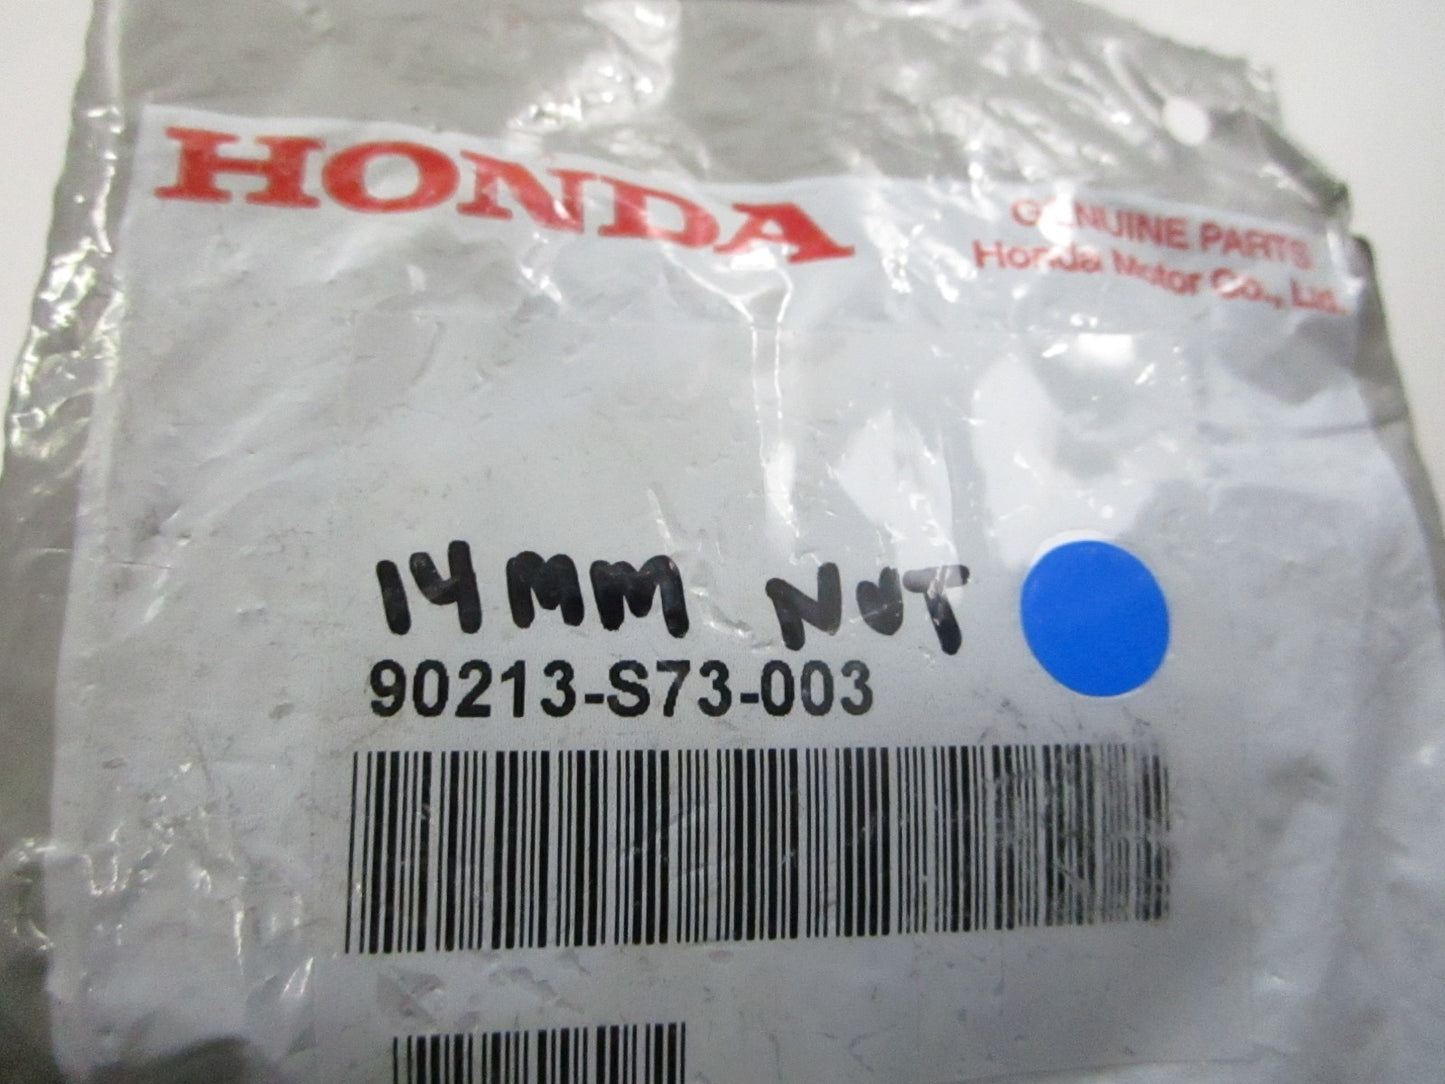 HONDA
GENUINE PARTS
Honda Motor Co., Ltd.
14MM NUT
90213-S73-003